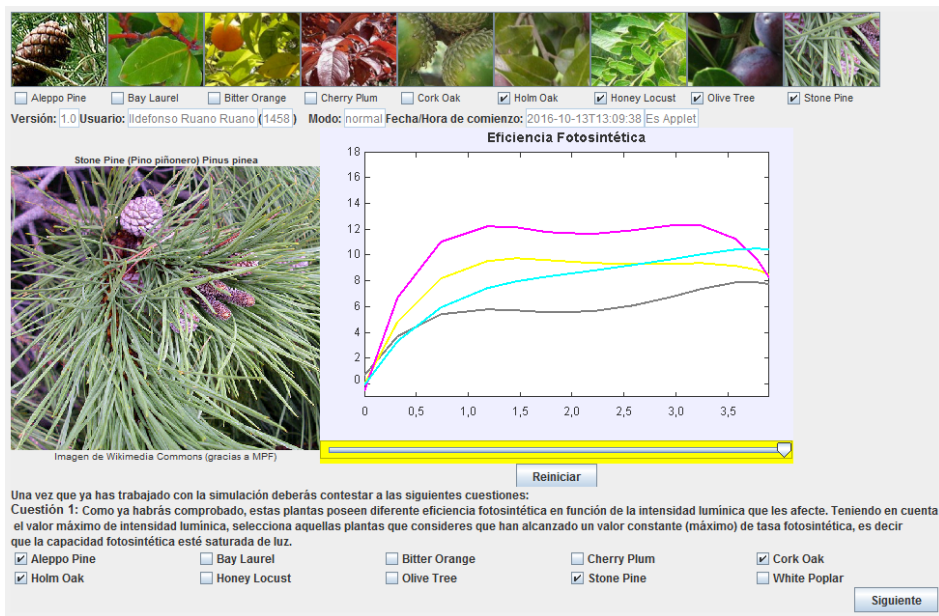 Aleppo Pine Bay Laurel Bitter Orange Cherry Plum Cork Oak Holm Oak Honey Locust Olive Tree Stone Pine
Versión: 1.0 Usuario: Ildefonso Ruano Ruano ( 1458 ) Modo: normal Fecha/Hora de comienzo: 2016-10-13T13:09:38 Es Applet
Stone Pine (Pino piñonero) Pinus pinea
Imagen de Wikimedia Commons (gracias a MPF)
Eficiencia Fotosintética
18
16
14
12
10
8
6
4
2
0
0 0,5 1,0 1,5 2,0 2,5 3,0 3,5
Reiniciar
Una vez que ya has trabajado con la simulación deberás contestar a las siguientes cuestiones:
Cuestión 1: Como ya habrás comprobado, estas plantas poseen diferente eficiencia fotosintética en función de la intensidad lumínica que les afecte. Teniendo en cuenta
el valor máximo de intensidad lumínica, selecciona aquellas plantas que consideres que han alcanzado un valor constante (máximo) de tasa fotosintética, es decir
que la capacidad fotosintética esté saturada de luz.
Aleppo Pine Bay Laurel Bitter Orange Cherry Plum Cork Oak
Holm Oak Honey Locust Olive Tree Stone Pine White Poplar
Siguiente